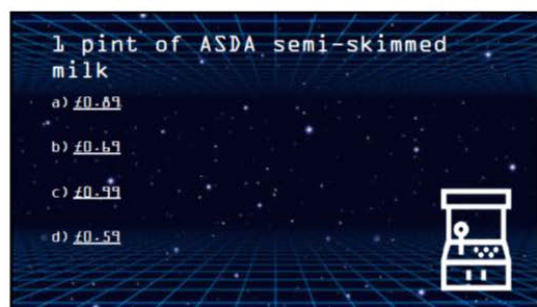 1 pint of ASDA semi-skimmed
milk
a) £0.89
b) £0.69
c) £0.99
d) £0.59